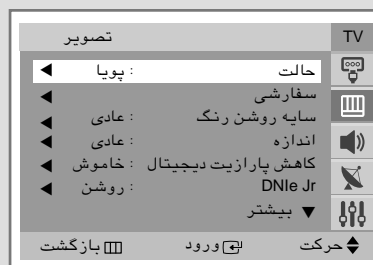 TV تصویر
حالت : پویا ◀
سفارشی ◀
سایه روشن رنگ : عادی ◀
اندازه : عادی ◀
کاهش پارازیت دیجیتال : خاموش ◀
DNIe Jr : روشن ◀
▼ بیشتر
حرکت ورود بازگشت